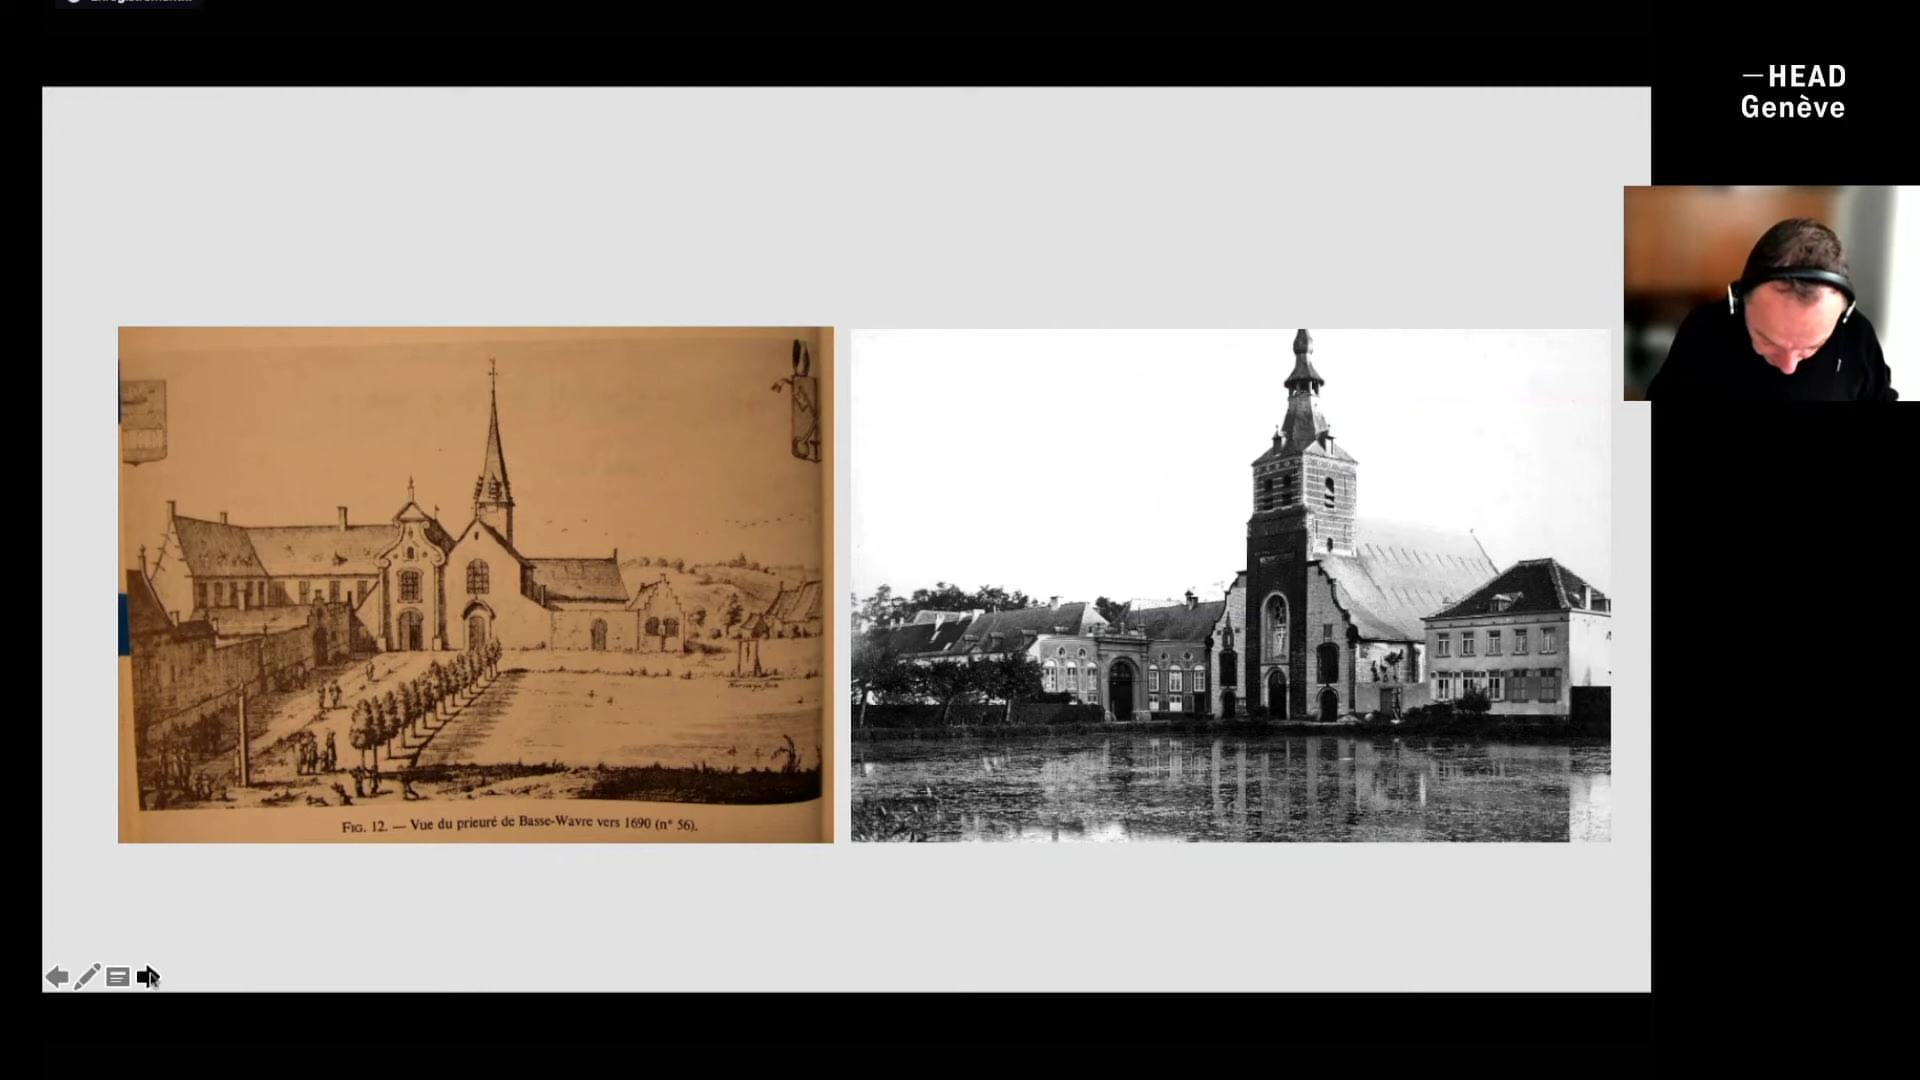 —HEAD
Genève
FIG. 12. — Vue du prieuré de Basse-Wavre vers 1690 (n° 56).